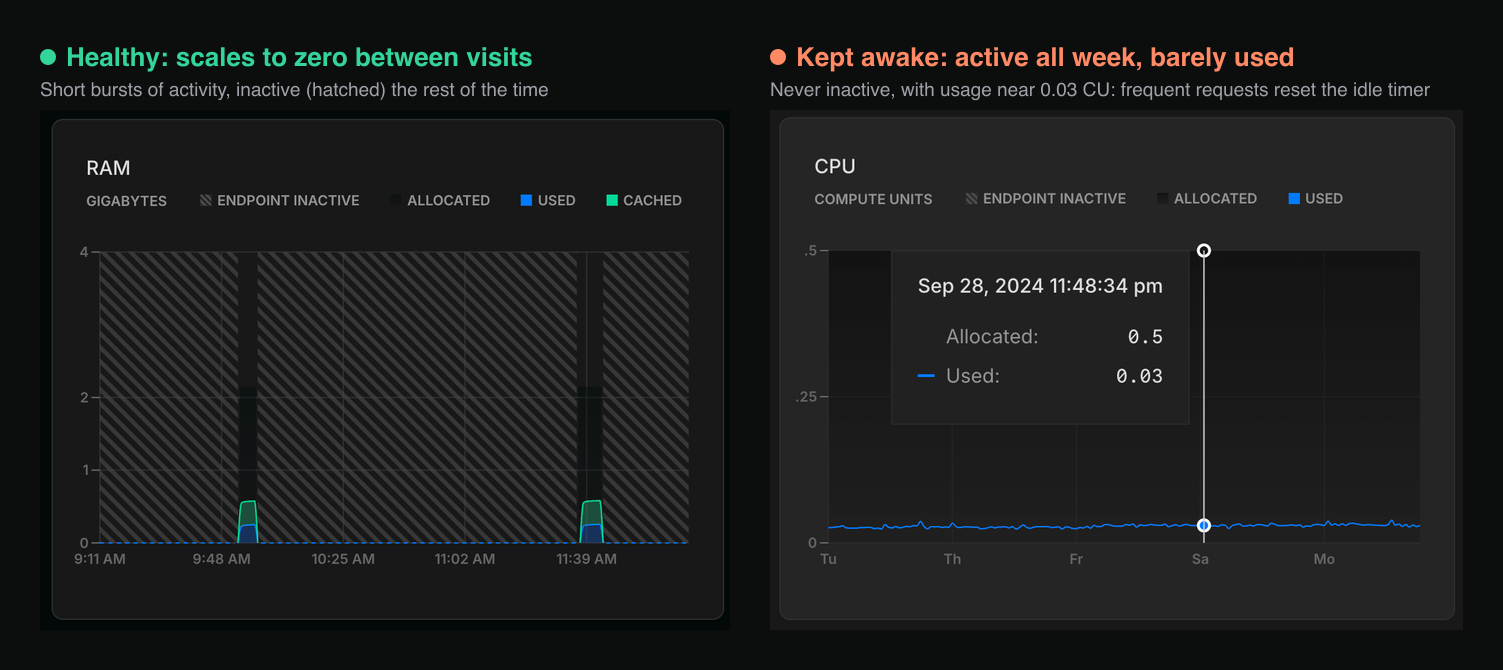 Healthy: scales to zero between visits
Short bursts of activity, inactive (hatched) the rest of the time
RAM
GIGABYTES ENDPOINT INACTIVE ALLOCATED USED CACHED
4
2
1
0
9:11 AM 9:48 AM 10:25 AM 11:02 AM 11:39 AM
Kept awake: active all week, barely used
Never inactive, with usage near 0.03 CU: frequent requests reset the idle timer
CPU
COMPUTE UNITS ENDPOINT INACTIVE ALLOCATED USED
.5
Sep 28, 2024 11:48:34 pm
Allocated: 0.5
Used: 0.03
.25
0
Tu Th Fr Sa Mo